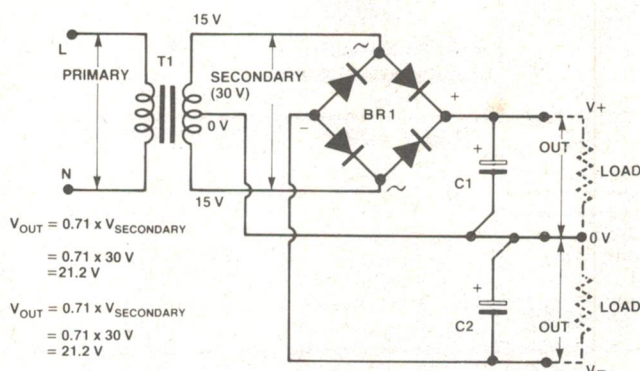 15 V
L
T1
PRIMARY
SECONDARY
(30 V)
0 V
N
15 V
~
BR1
+
−
~
V+
+
C1
OUT
LOAD
0 V
+
C2
OUT
LOAD
V−
V_OUT = 0.71 x V_SECONDARY
= 0.71 x 30 V
= 21.2 V
V_OUT = 0.71 x V_SECONDARY
= 0.71 x 30 V
= 21.2 V